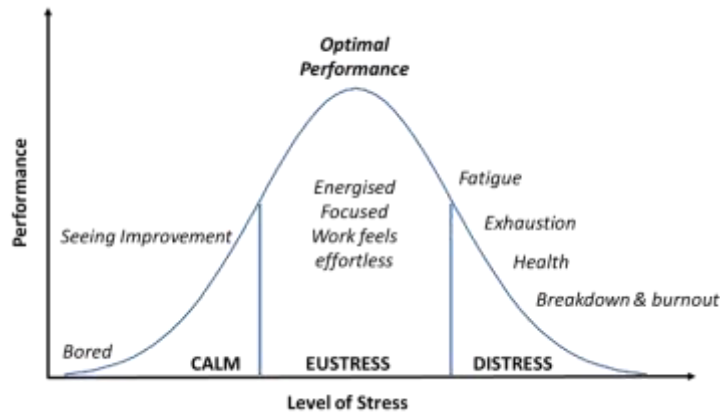 Optimal
Performance
Performance
Energised
Focused
Work feels
effortless
Fatigue
Exhaustion
Health
Breakdown & burnout
Seeing Improvement
Bored
CALM
EUSTRESS
DISTRESS
Level of Stress